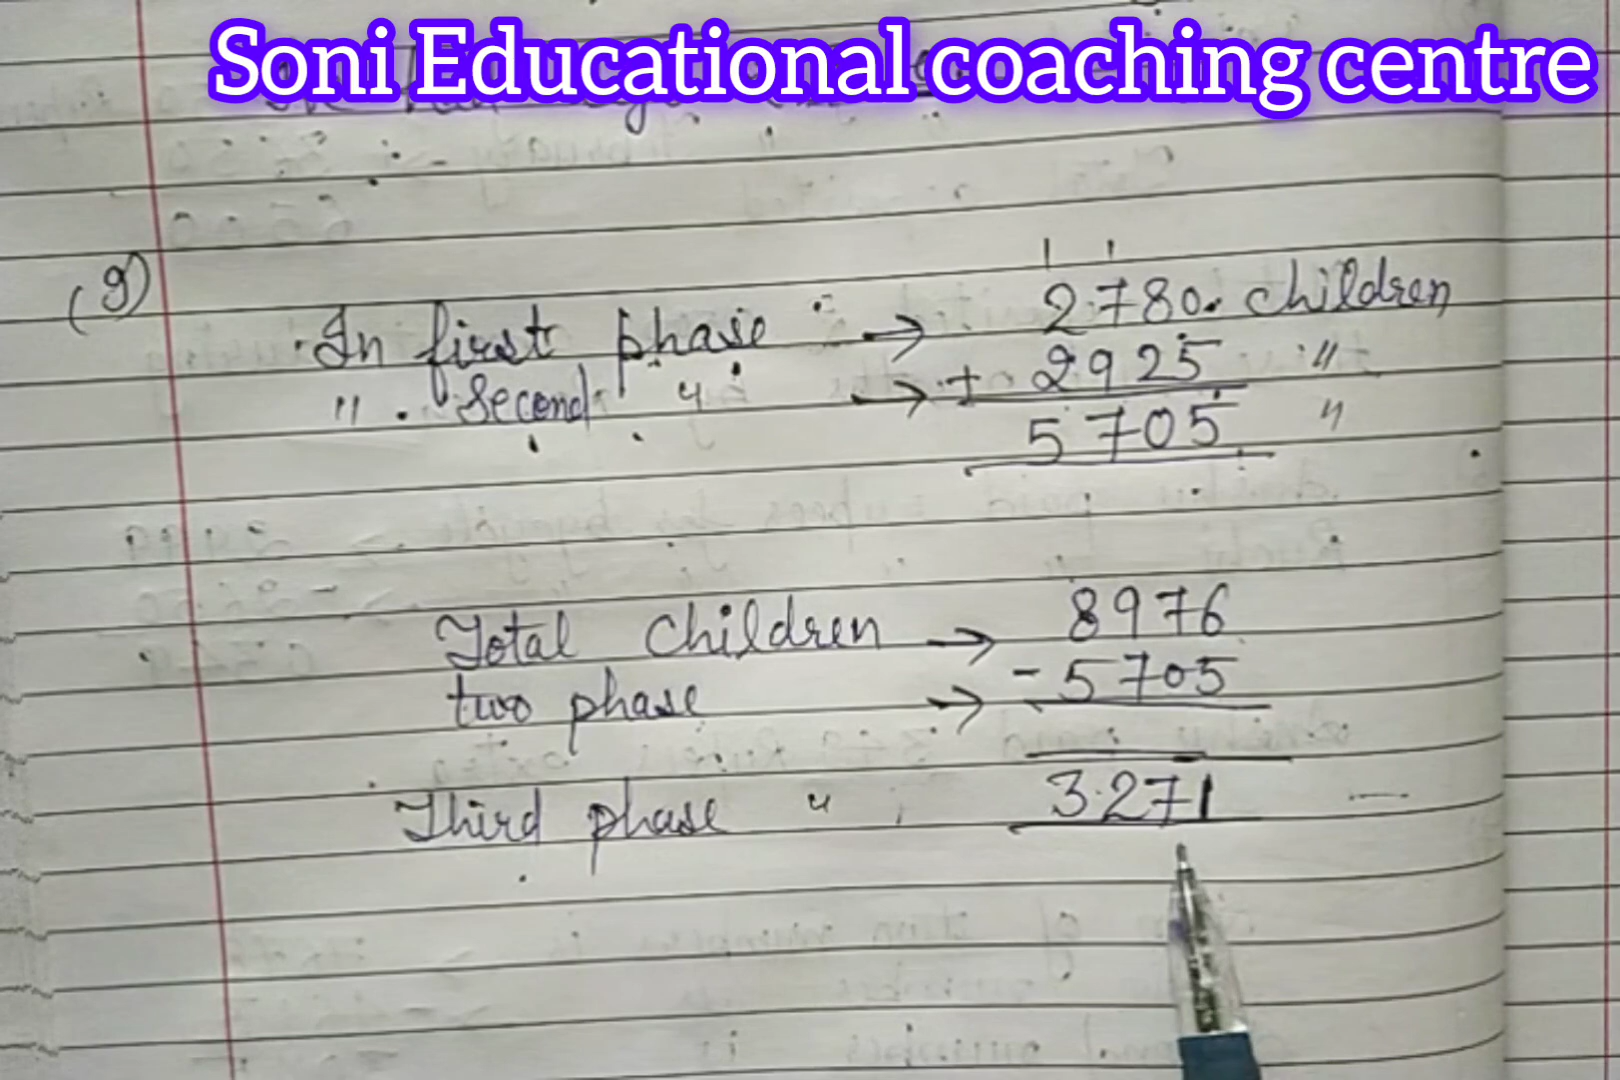 Soni Educational coaching centre
(9)
In first phase → 2780. children
" Second " → + 2925 "
5705 "
Total Children → 8976
two phase → - 5705
Third phase " 3271